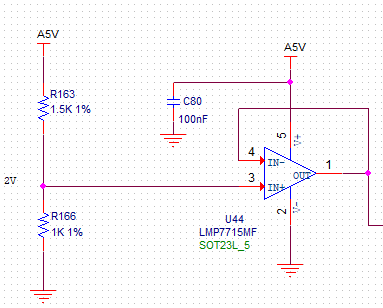 A5V
A5V
R163
1.5K 1%
C80
100nF
5
V+
4
IN-
1
OUT
2V
3
IN+
2
V-
R166
1K 1%
U44
LMP7715MF
SOT23L_5